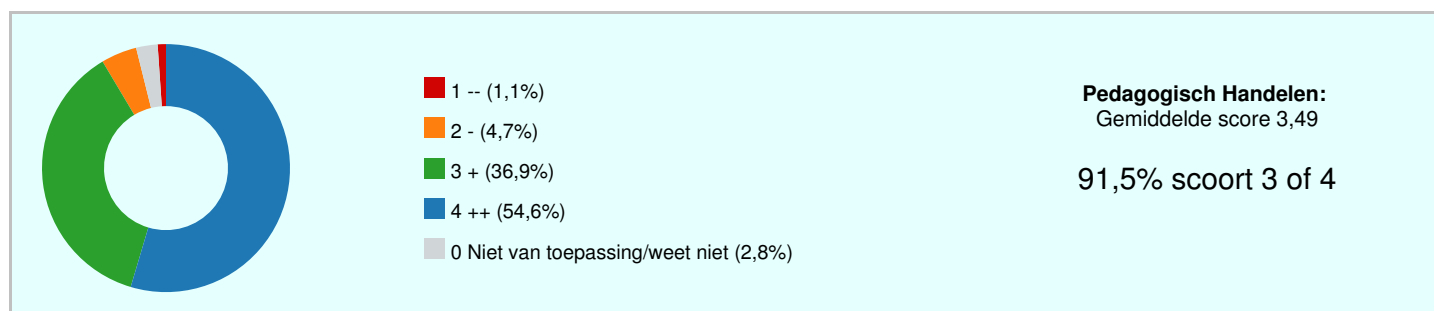 1 -- (1,1%)
2 - (4,7%)
3 + (36,9%)
4 ++ (54,6%)
0 Niet van toepassing/weet niet (2,8%)
Pedagogisch Handelen:
Gemiddelde score 3,49
91,5% scoort 3 of 4